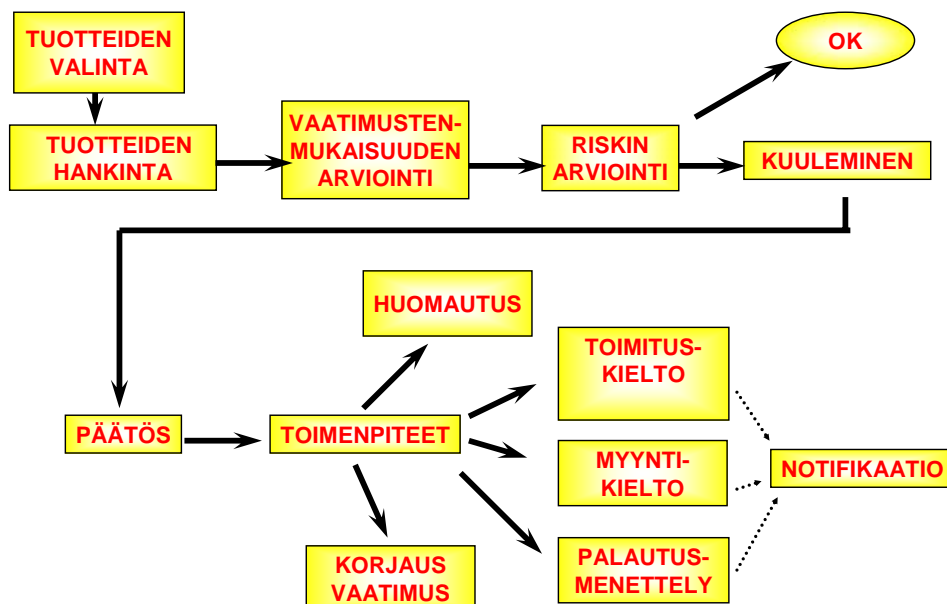 TUOTTEIDEN
VALINTA
OK
TUOTTEIDEN
HANKINTA
VAATIMUSTEN-
MUKAISUUDEN
ARVIOINTI
RISKIN
ARVIOINTI
KUULEMINEN
HUOMAUTUS
TOIMITUS-
KIELTO
PÄÄTÖS
TOIMENPITEET
MYYNTI-
KIELTO
NOTIFIKAATIO
KORJAUS
VAATIMUS
PALAUTUS-
MENETTELY